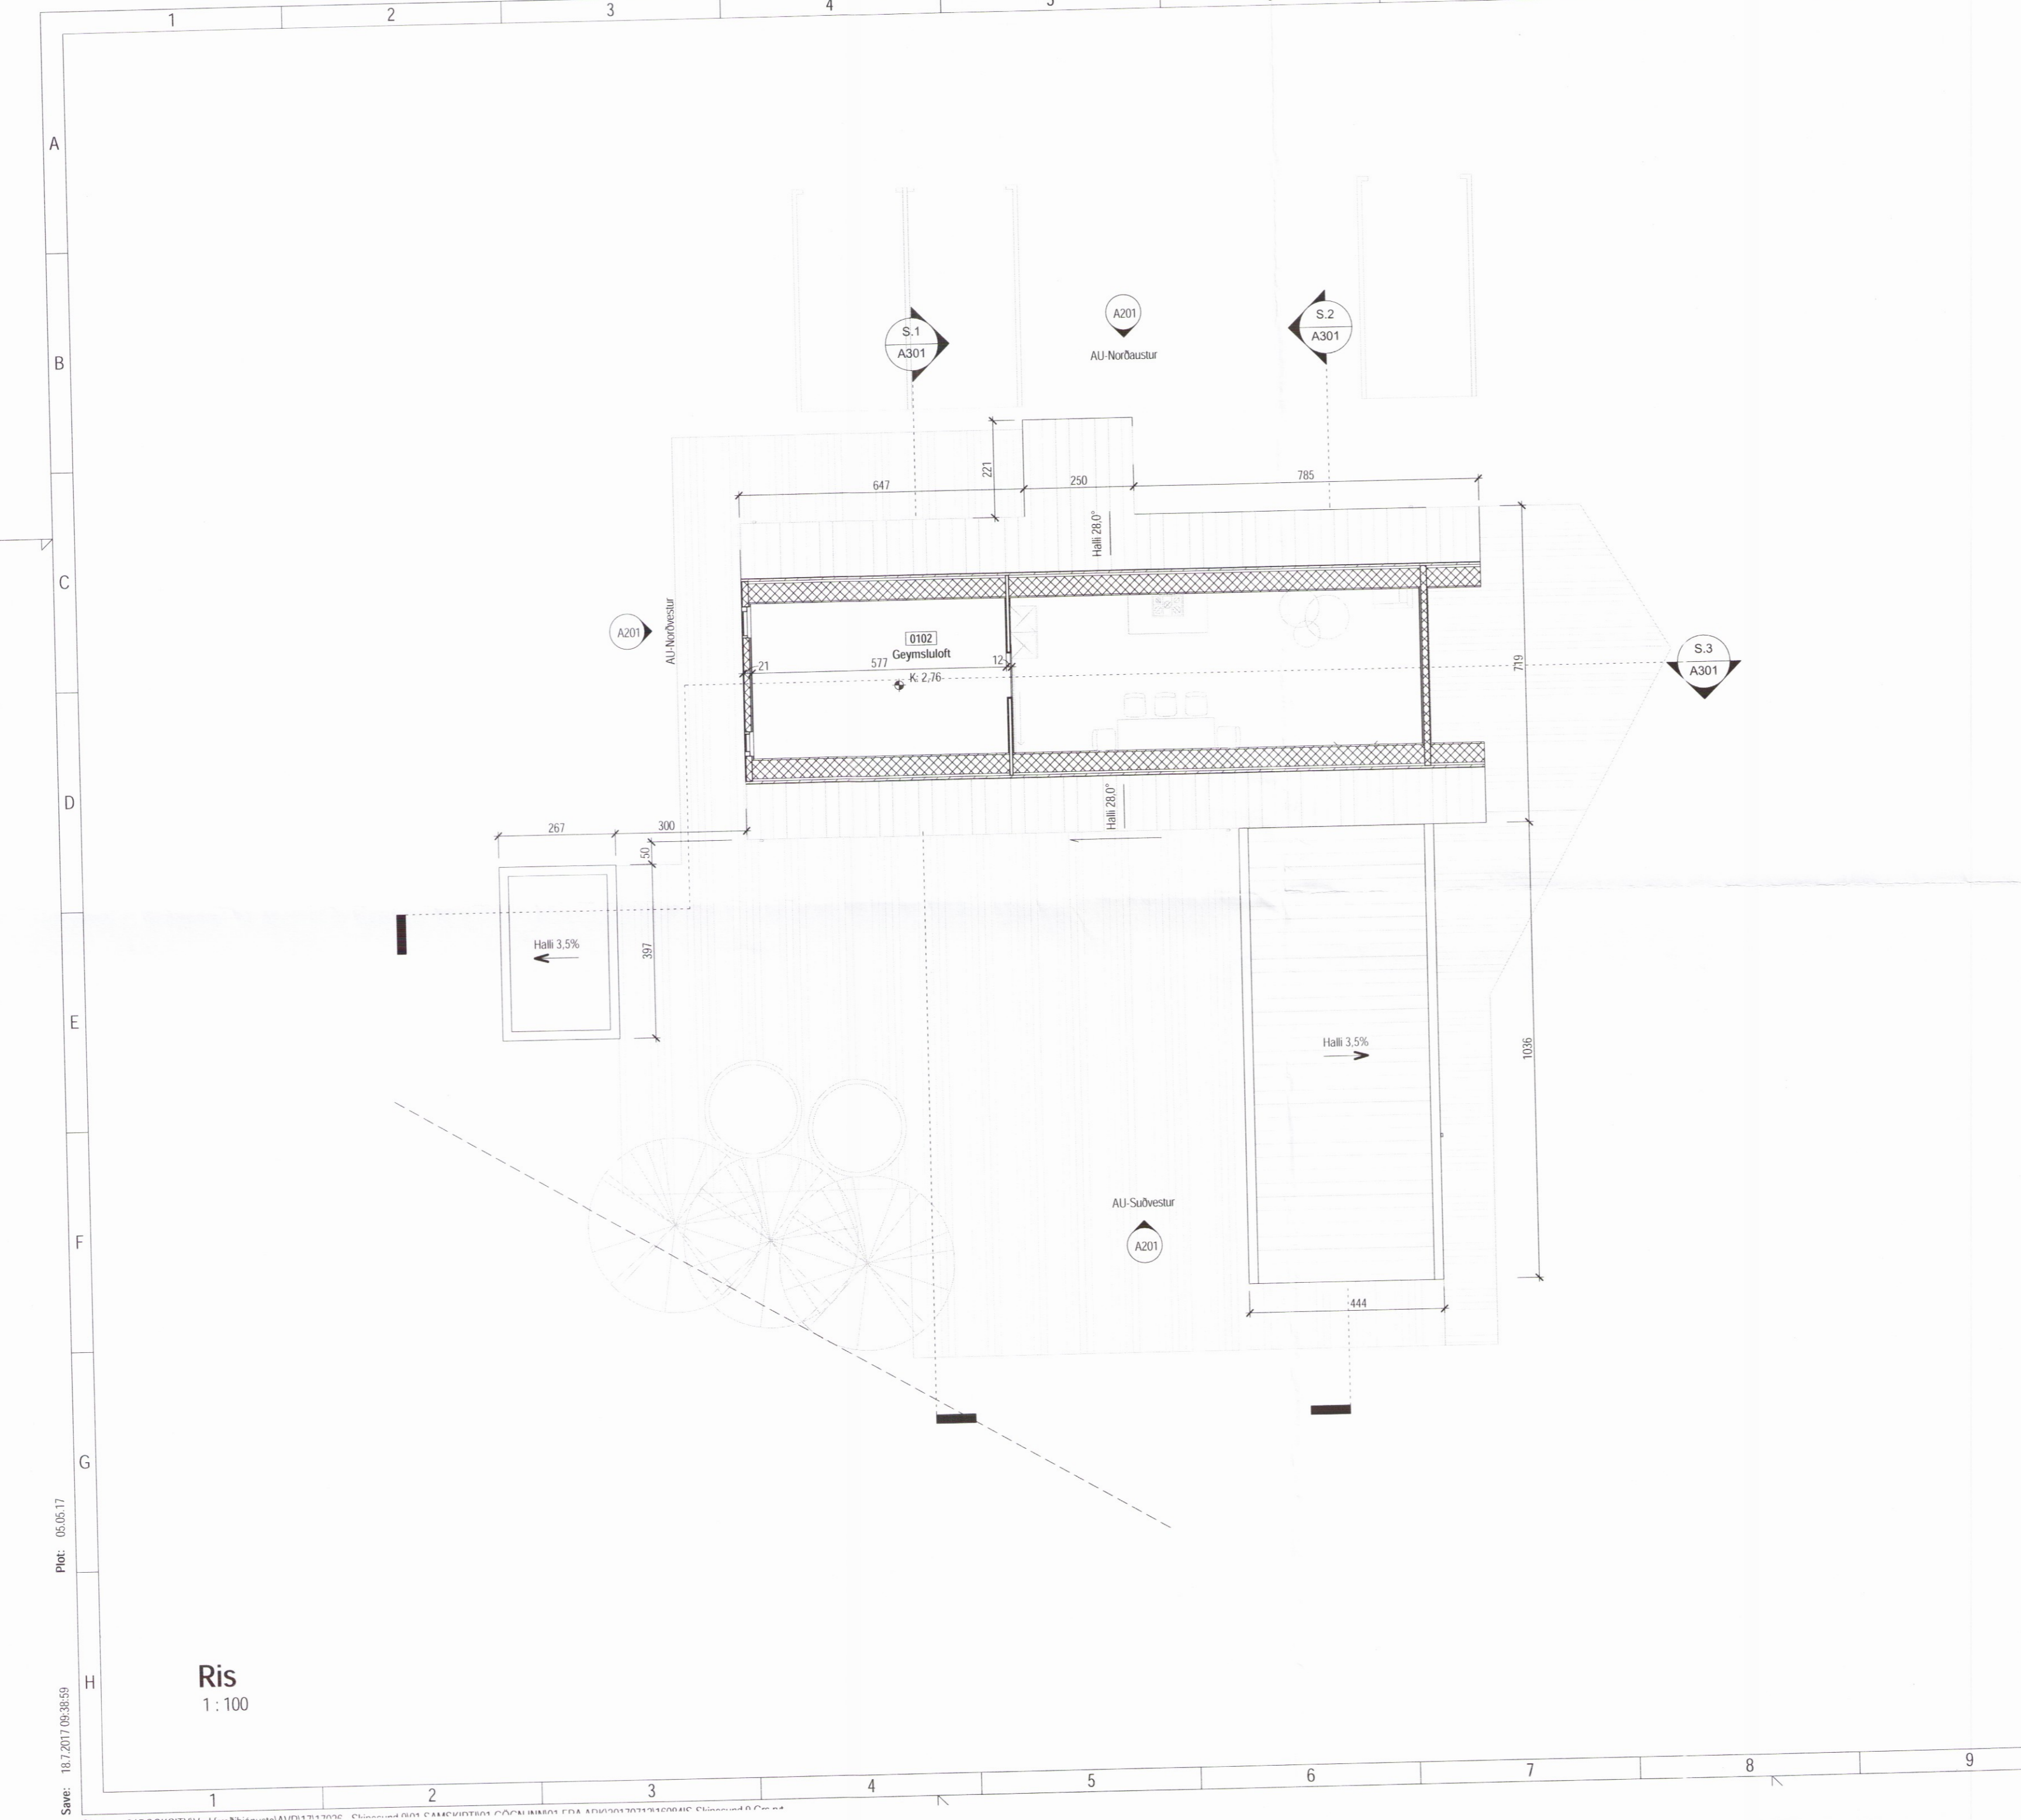 1 2 3 4
A
B
C
D
E
F
G
H
S.1
A301
A201
AU-Norðaustur
S.2
A301
221
647
250
785
Halli 28,0°
A201
AU-Norðvestur
0102
Geymsluloft
21
577
12
K: 2,76
719
S.3
A301
Halli 28,0°
267
300
50
Halli 3,5%
397
Halli 3,5%
1036
AU-Suðvestur
A201
444
Plot: 05.05.17
Save: 18.7.2017 09:38:59
Ris
1 : 100
1 2 3 4 5 6 7 8 9